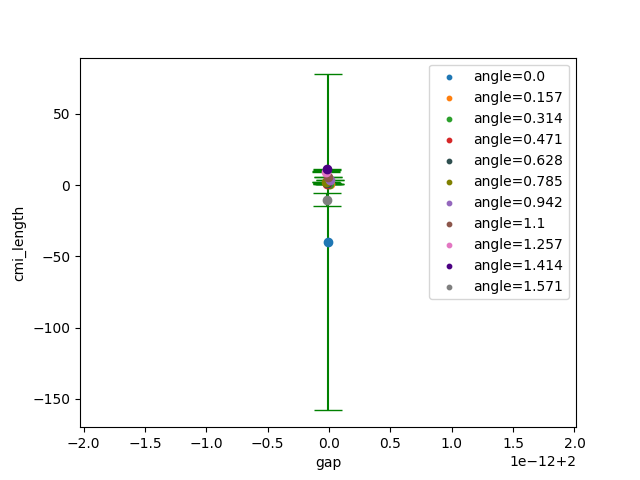 cmi_length
50
0
−50
−100
−150
−2.0 −1.5 −1.0 −0.5 0.0 0.5 1.0 1.5 2.0
gap
1e−12+2
angle=0.0
angle=0.157
angle=0.314
angle=0.471
angle=0.628
angle=0.785
angle=0.942
angle=1.1
angle=1.257
angle=1.414
angle=1.571